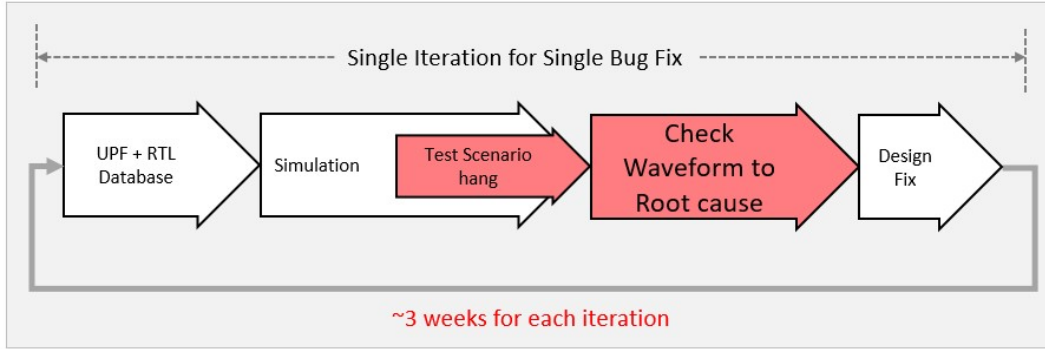 Single Iteration for Single Bug Fix
UPF + RTL
Database
Simulation
Test Scenario
hang
Check
Waveform to
Root cause
Design
Fix
~3 weeks for each iteration